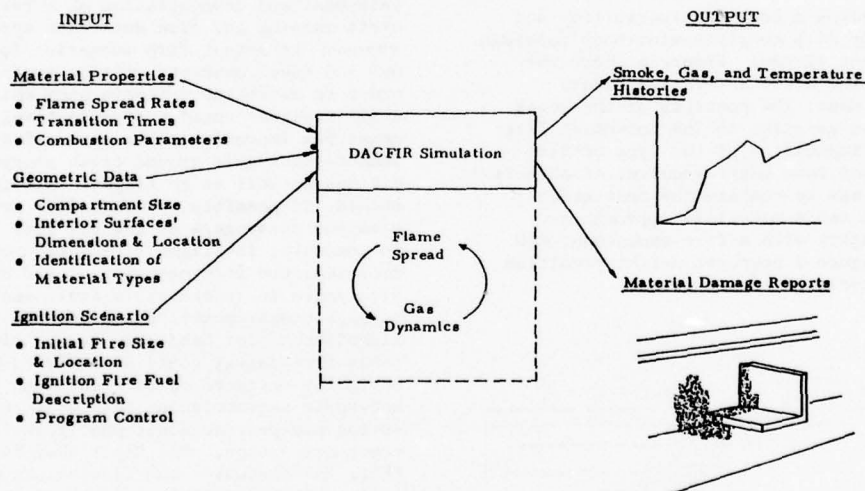 INPUT
Material Properties
• Flame Spread Rates
• Transition Times
• Combustion Parameters
Geometric Data
• Compartment Size
• Interior Surfaces'
Dimensions & Location
• Identification of
Material Types
Ignition Scenario
• Initial Fire Size
& Location
• Ignition Fire Fuel
Description
• Program Control
DACFIR Simulation
Flame
Spread
Gas
Dynamics
OUTPUT
Smoke, Gas, and Temperature
Histories
Material Damage Reports